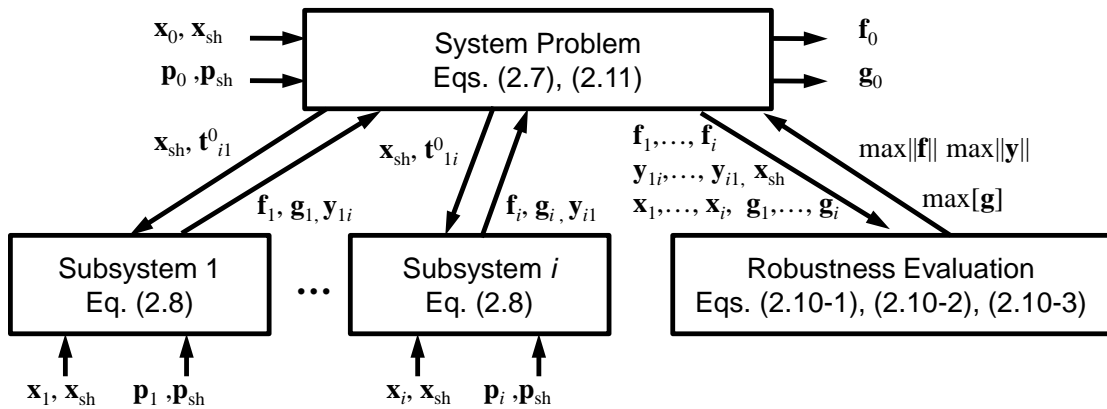 x0, xsh
p0 ,psh
System Problem
Eqs. (2.7), (2.11)
f0
g0
xsh, t0i1
f1, g1, y1i
xsh, t01i
fi, gi, yi1
f1,…, fi
y1i,…, yi1, xsh
x1,…, xi, g1,…, gi
max||f|| max||y||
max[g]
Subsystem 1
Eq. (2.8)
...
Subsystem i
Eq. (2.8)
Robustness Evaluation
Eqs. (2.10-1), (2.10-2), (2.10-3)
x1, xsh
p1 ,psh
xi, xsh
pi ,psh